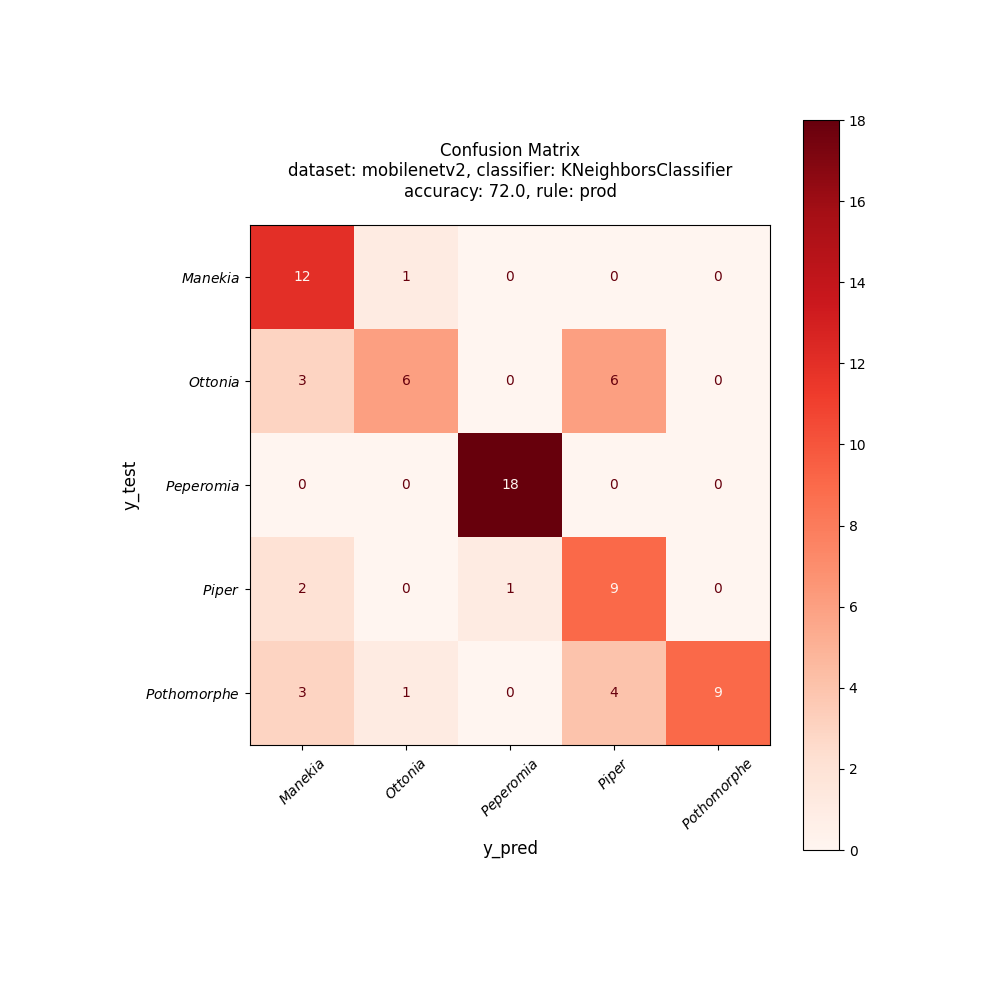 Confusion Matrix
dataset: mobilenetv2, classifier: KNeighborsClassifier
accuracy: 72.0, rule: prod
y_test
Manekia 12 1 0 0 0
Ottonia 3 6 0 6 0
Peperomia 0 0 18 0 0
Piper 2 0 1 9 0
Pothomorphe 3 1 0 4 9
Manekia Ottonia Peperomia Piper Pothomorphe
y_pred
18
16
14
12
10
8
6
4
2
0